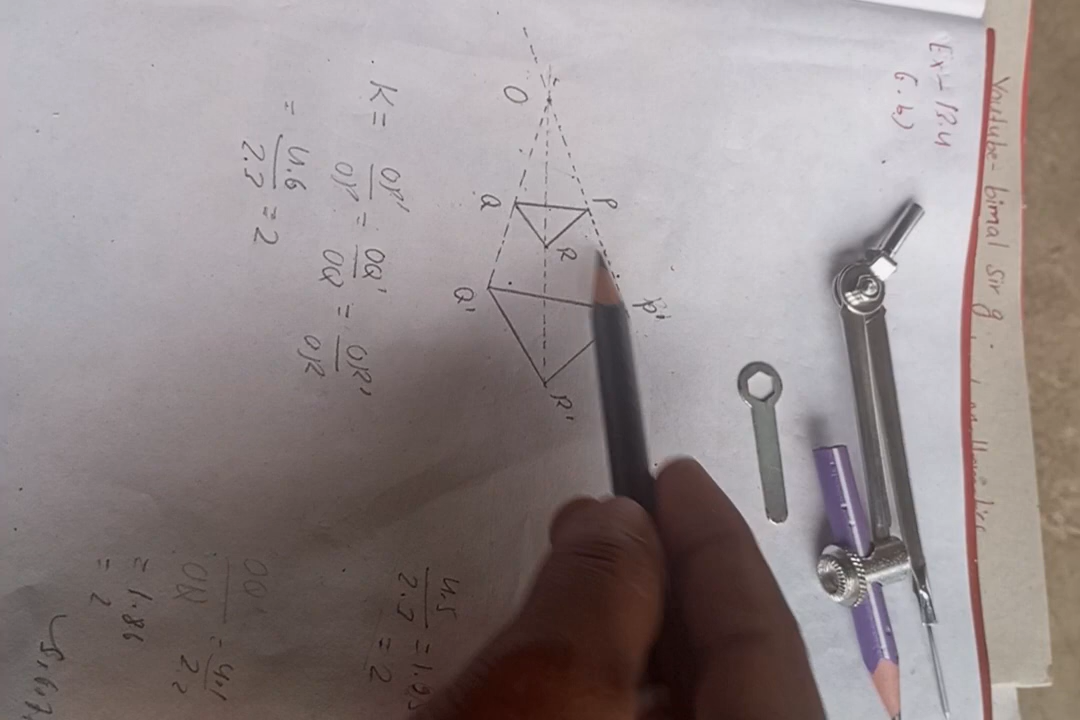 Youtube- bimal sir g
Ex- 13.4
6. b)
O
P
Q
R
P'
Q'
R'
K = OP'/OP = OQ'/OQ = OR'/OR
= 4.6/2.3 = 2
4.5/2.3 = 1.95
= 2
OQ'/OQ = 4.1/2.2
= 1.86
= 2